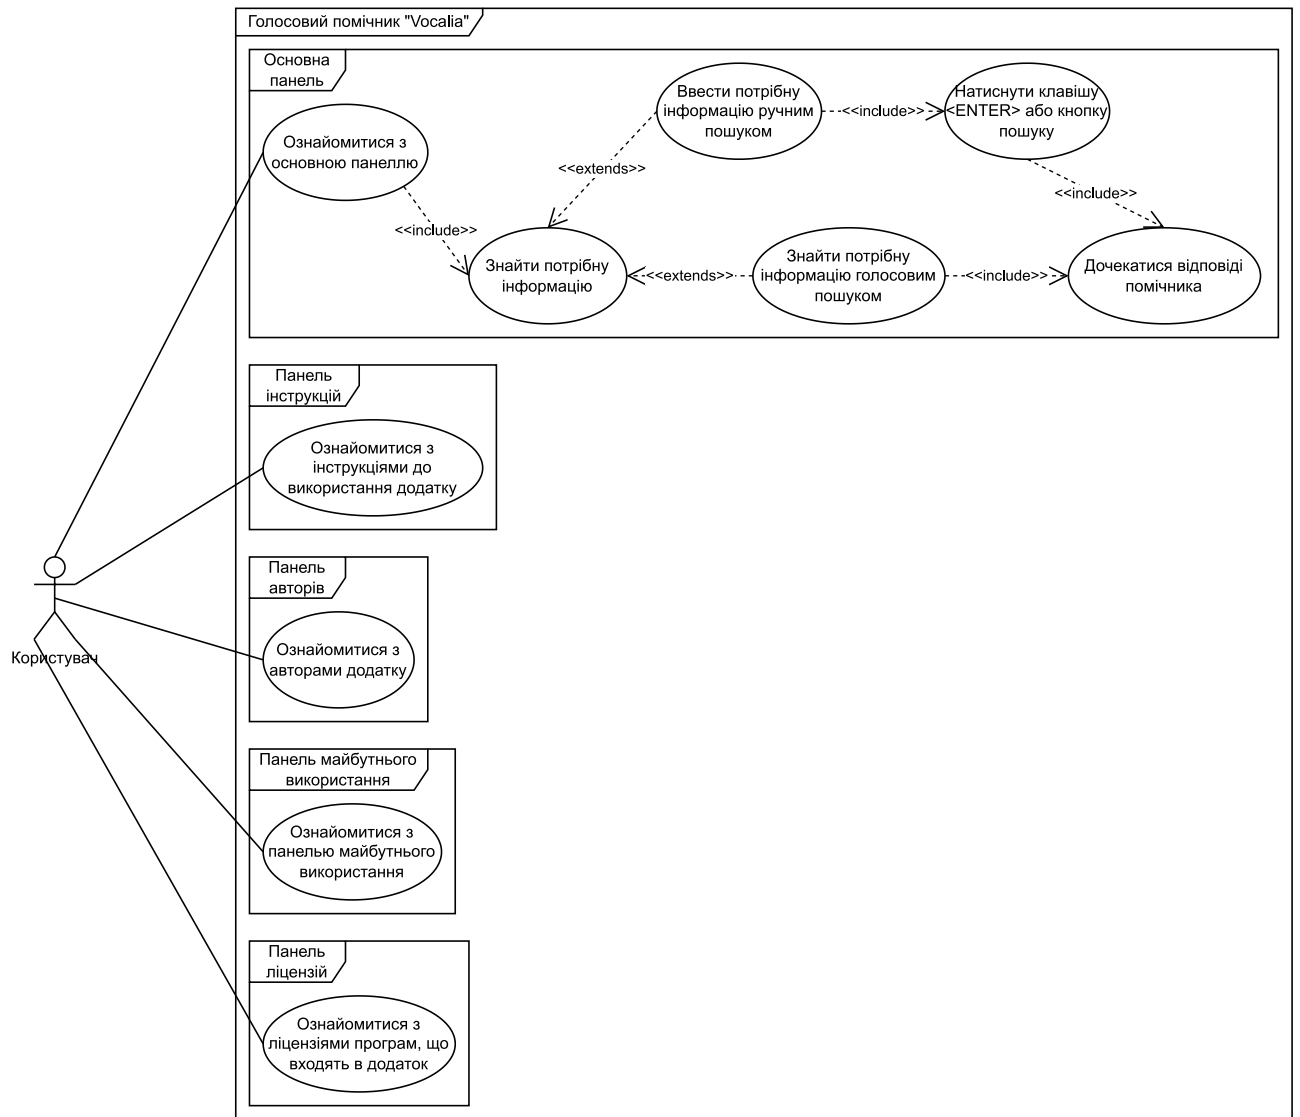 Голосовий помічник "Vocalia"
Основна
панель
Ознайомитися з
основною панеллю
<<include>>
Знайти потрібну
інформацію
<<extends>>
Ввести потрібну
інформацію ручним
пошуком
<<include>>
Натиснути клавішу
<ENTER> або кнопку
пошуку
<<include>>
<<extends>>
Знайти потрібну
інформацію голосовим
пошуком
<<include>>
Дочекатися відповіді
помічника
Панель
інструкцій
Ознайомитися з
інструкціями до
використання додатку
Користувач
Панель
авторів
Ознайомитися з
авторами додатку
Панель майбутнього
використання
Ознайомитися з
панелью майбутнього
використання
Панель
ліцензій
Ознайомитися з
ліцензіями програм, що
входять в додаток